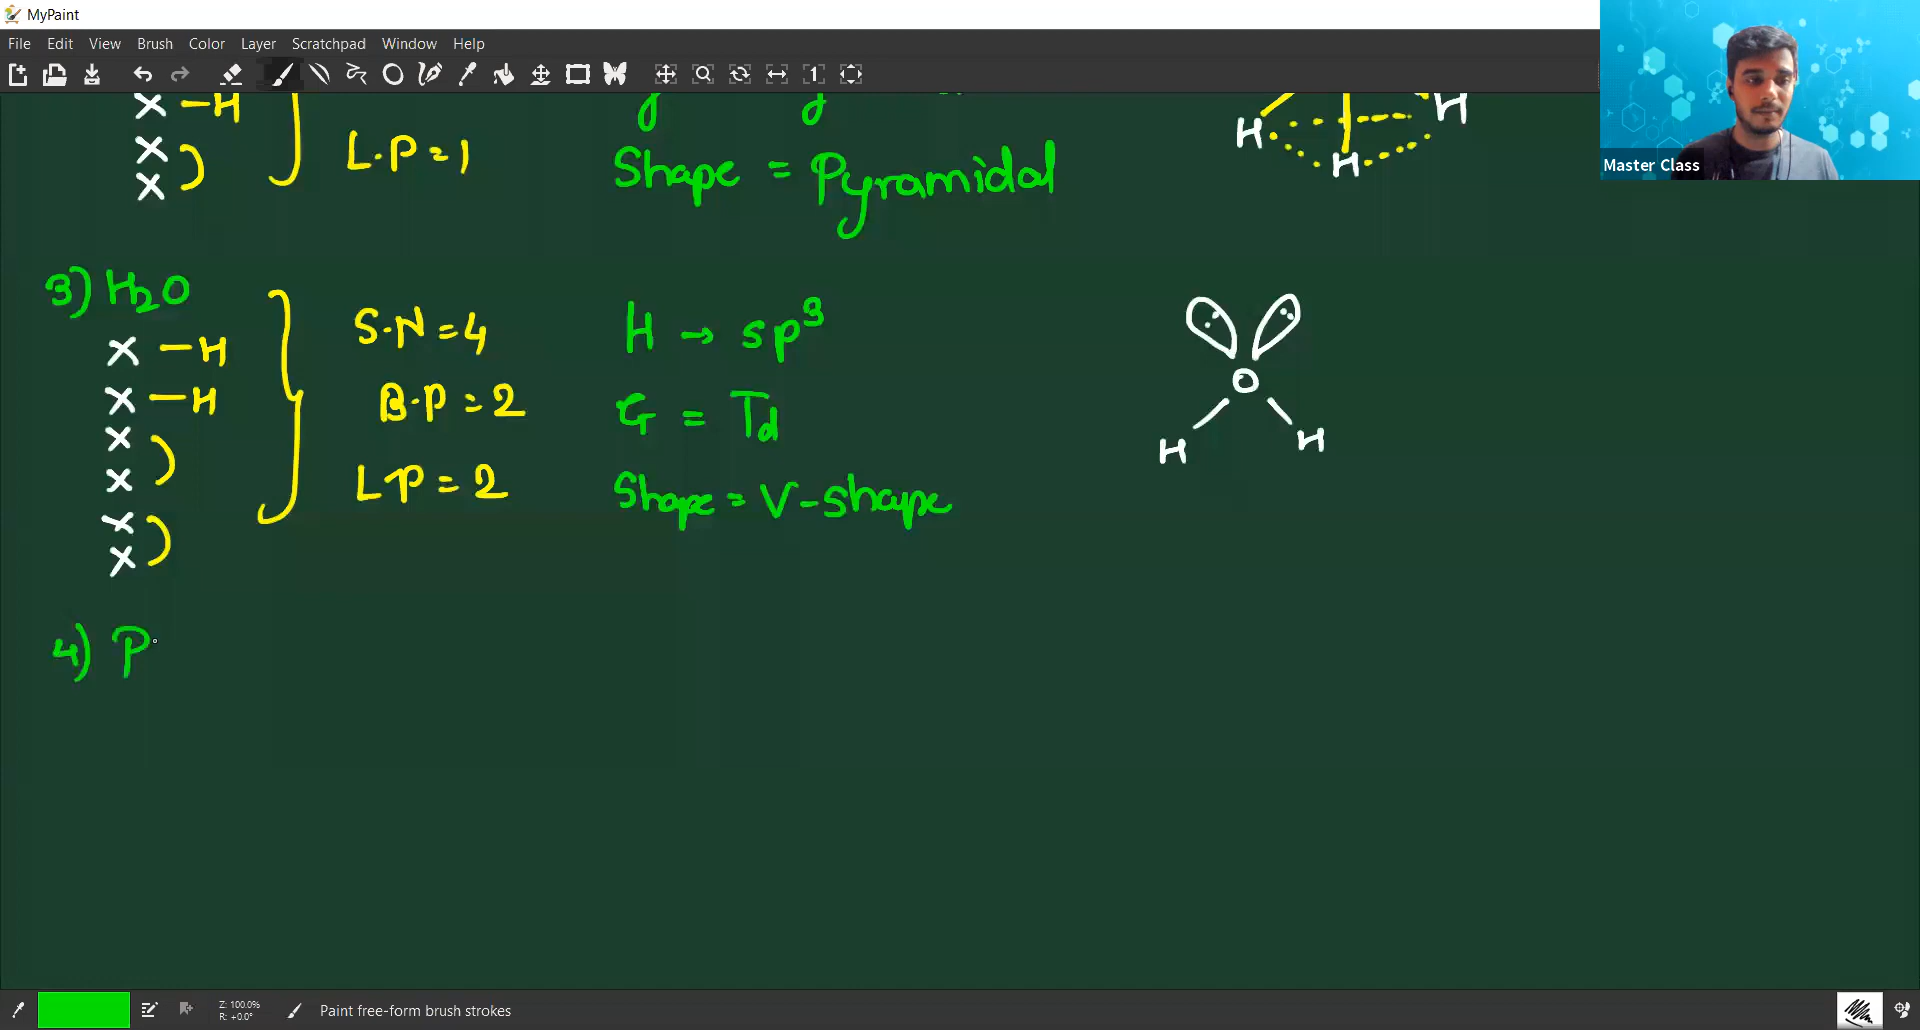 MyPaint
File Edit View Brush Color Layer Scratchpad Window Help
Master Class
X – H
X
X
L.P = 1
Shape = Pyramidal
H
H
H
3) H2O
X – H
X – H
X
X
X
X
S.N = 4
B.P = 2
L.P = 2
H → sp3
G = Td
Shape = V-shape
O
H H
4) P
Z: 100.0%
R: +0.0°
Paint free-form brush strokes